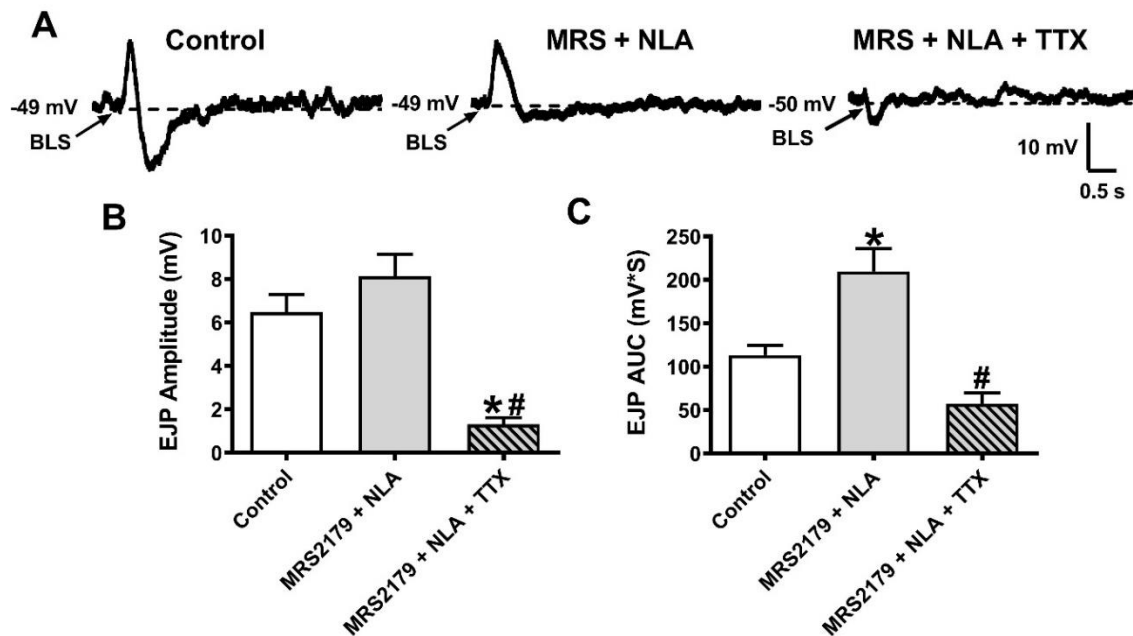 A
Control
MRS + NLA
MRS + NLA + TTX
-49 mV
-49 mV
-50 mV
BLS
BLS
BLS
10 mV
0.5 s
B
EJP Amplitude (mV)
10
8
6
4
2
0
*#
Control
MRS2179 + NLA
MRS2179 + NLA + TTX
C
EJP AUC (mV*S)
250
200
150
100
50
0
*
#
Control
MRS2179 + NLA
MRS2179 + NLA + TTX